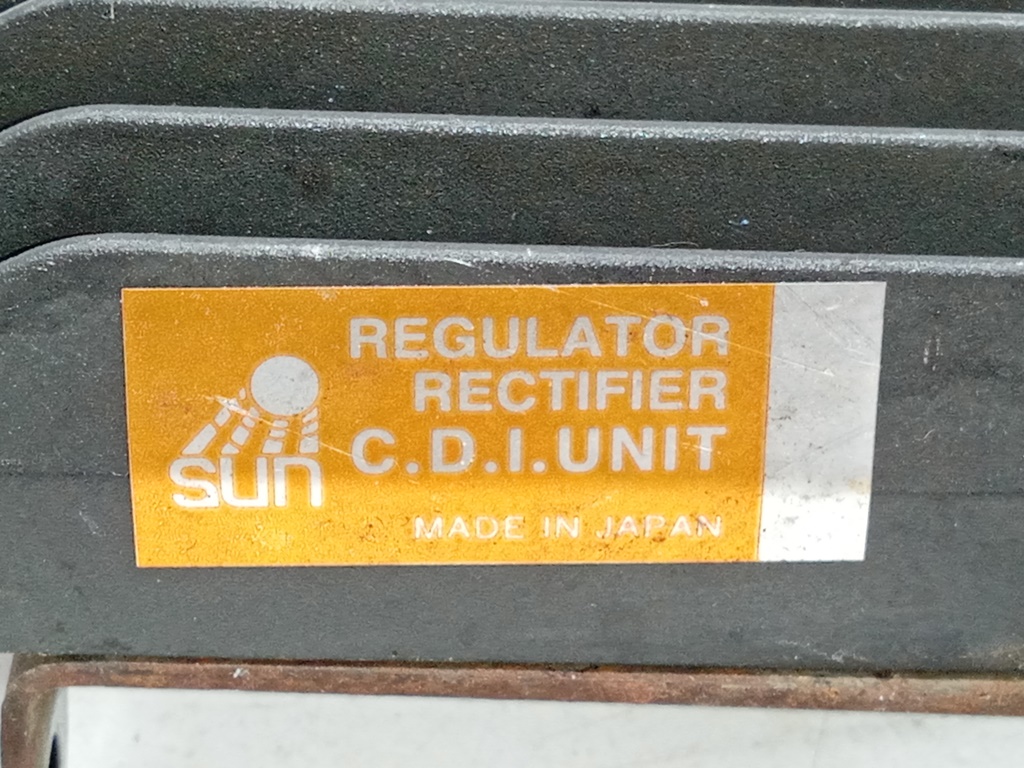 REGULATOR
RECTIFIER
C.D.I.UNIT
sun
MADE IN JAPAN